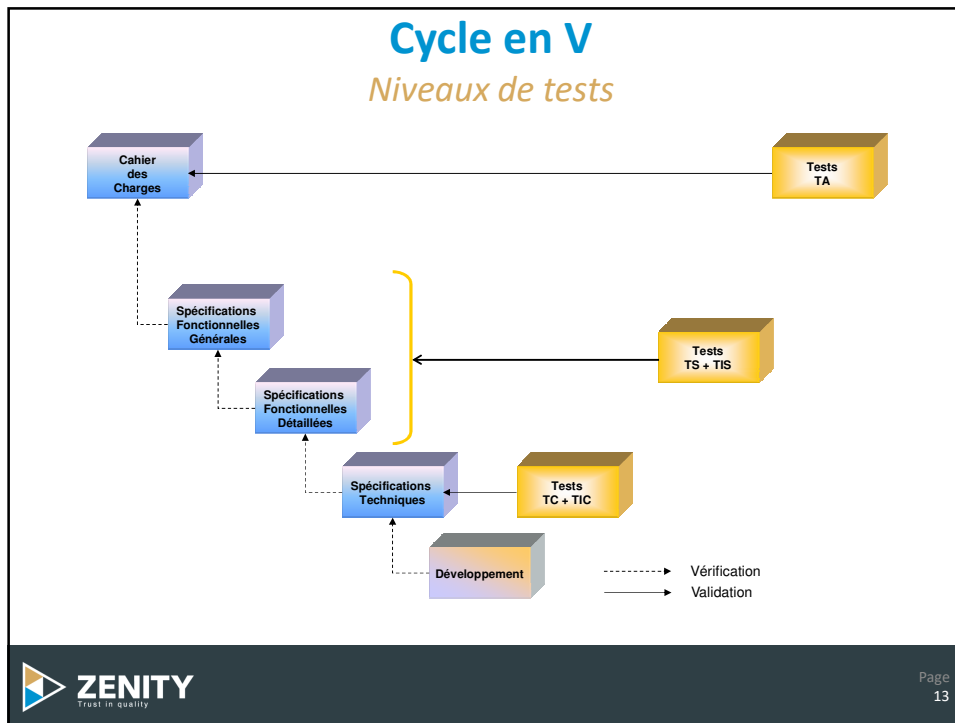 Cycle en V
Niveaux de tests
Cahier
des
Charges
Tests
TA
Spécifications
Fonctionnelles
Générales
Tests
TS + TIS
Spécifications
Fonctionnelles
Détaillées
Spécifications
Techniques
Tests
TC + TIC
Développement
Vérification
Validation
ZENITY
Trust in quality
Page
13